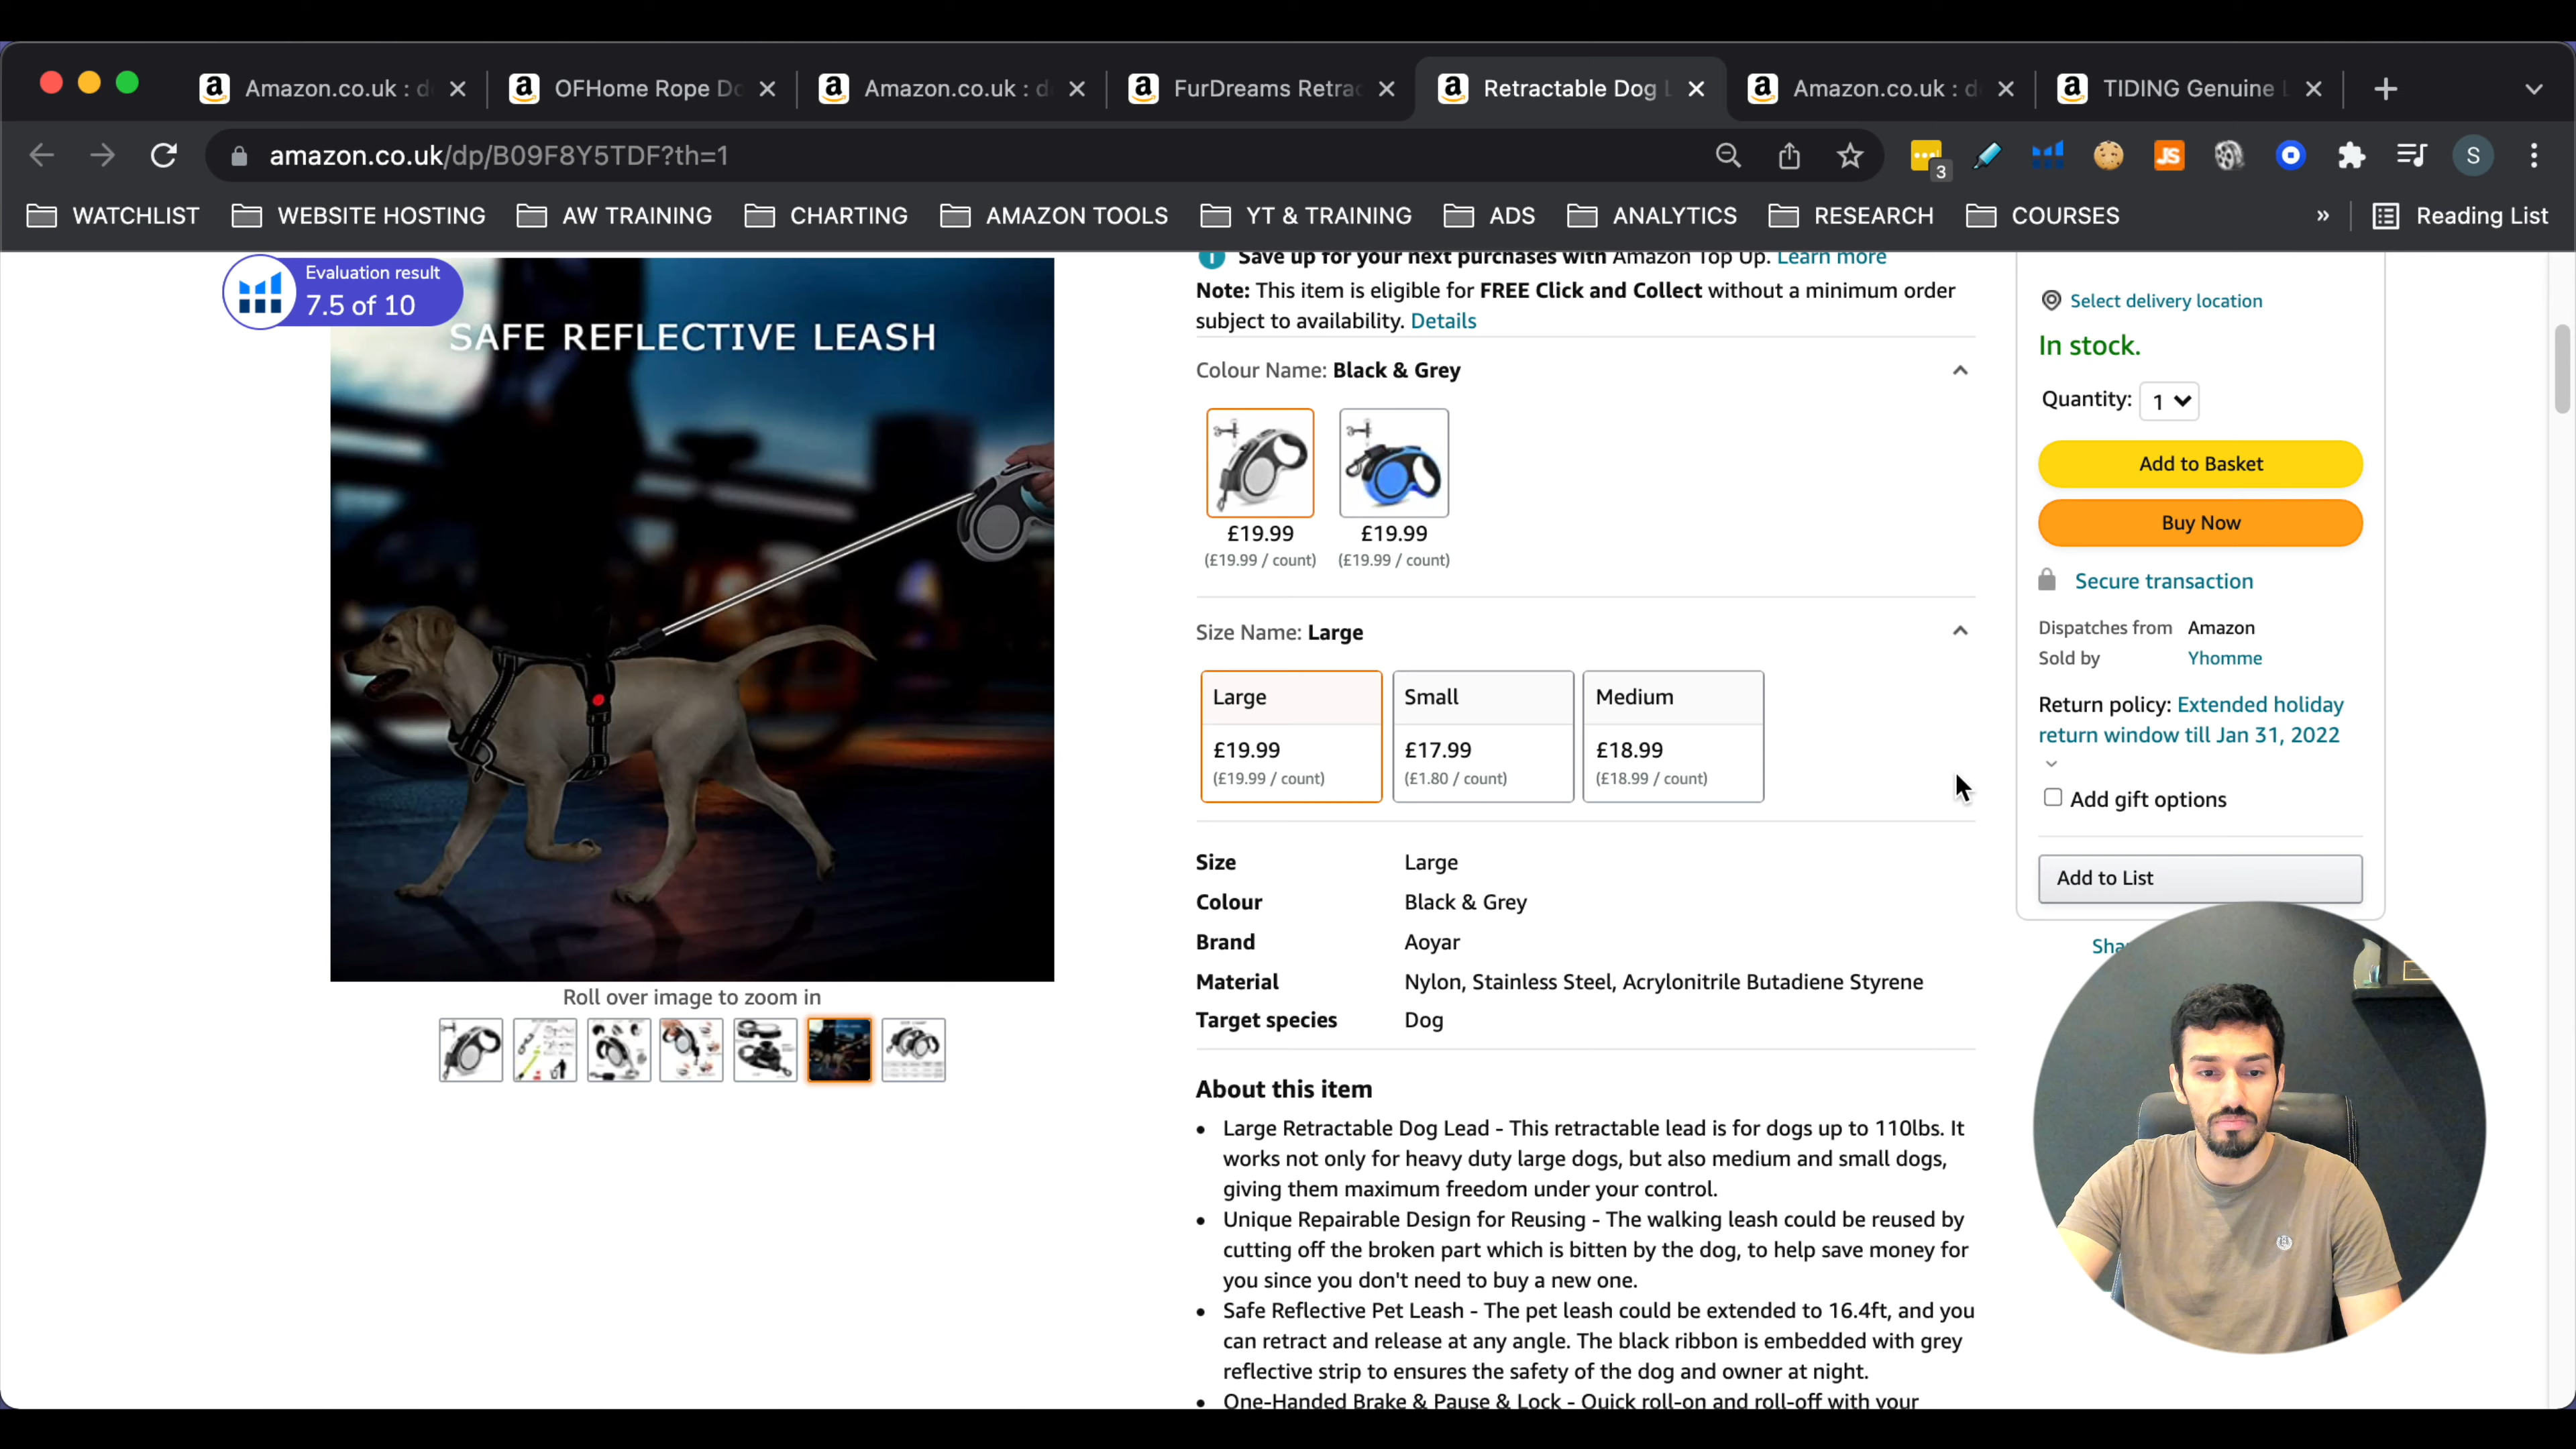 Amazon.co.uk : d
OFHome Rope Do
Amazon.co.uk : d
FurDreams Retrac
Retractable Dog L
Amazon.co.uk : d
TIDING Genuine L
amazon.co.uk/dp/B09F8Y5TDF?th=1
3
JS
S
WATCHLIST
WEBSITE HOSTING
AW TRAINING
CHARTING
AMAZON TOOLS
YT & TRAINING
ADS
ANALYTICS
RESEARCH
COURSES
»
Reading List
Evaluation result
7.5 of 10
SAFE REFLECTIVE LEASH
Roll over image to zoom in
Save up for your next purchases with Amazon Top Up. Learn more
Note: This item is eligible for FREE Click and Collect without a minimum order
subject to availability. Details
Colour Name: Black & Grey
£19.99
(£19.99 / count)
£19.99
(£19.99 / count)
Size Name: Large
Large
£19.99
(£19.99 / count)
Small
£17.99
(£1.80 / count)
Medium
£18.99
(£18.99 / count)
Size Large
Colour Black & Grey
Brand Aoyar
Material Nylon, Stainless Steel, Acrylonitrile Butadiene Styrene
Target species Dog
About this item
• Large Retractable Dog Lead - This retractable lead is for dogs up to 110lbs. It
works not only for heavy duty large dogs, but also medium and small dogs,
giving them maximum freedom under your control.
• Unique Repairable Design for Reusing - The walking leash could be reused by
cutting off the broken part which is bitten by the dog, to help save money for
you since you don't need to buy a new one.
• Safe Reflective Pet Leash - The pet leash could be extended to 16.4ft, and you
can retract and release at any angle. The black ribbon is embedded with grey
reflective strip to ensures the safety of the dog and owner at night.
• One-Handed Brake & Pause & Lock - Quick roll-on and roll-off with your
Select delivery location
In stock.
Quantity: 1
Add to Basket
Buy Now
Secure transaction
Dispatches from Amazon
Sold by Yhomme
Return policy: Extended holiday
return window till Jan 31, 2022
Add gift options
Add to List
Sha